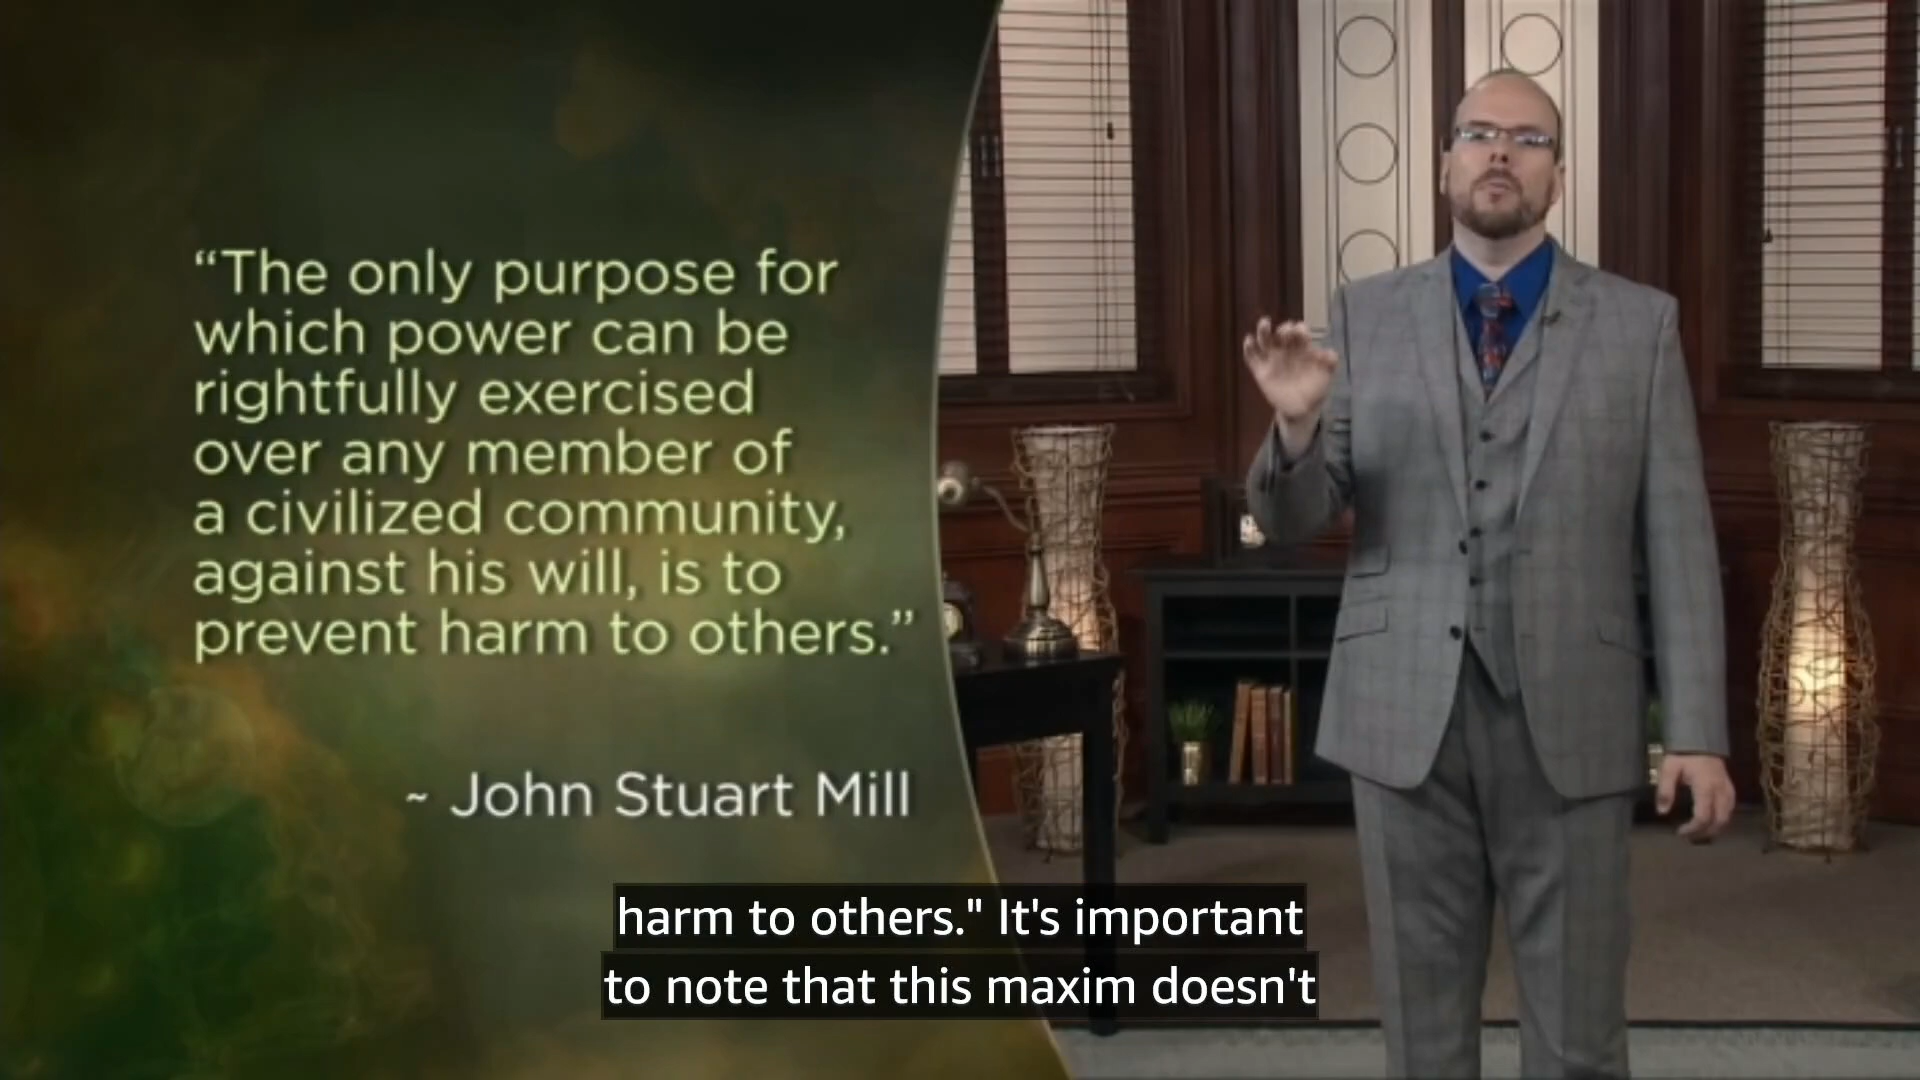 “The only purpose for
which power can be
rightfully exercised
over any member of
a civilized community,
against his will, is to
prevent harm to others.”
~ John Stuart Mill
harm to others." It's important
to note that this maxim doesn't